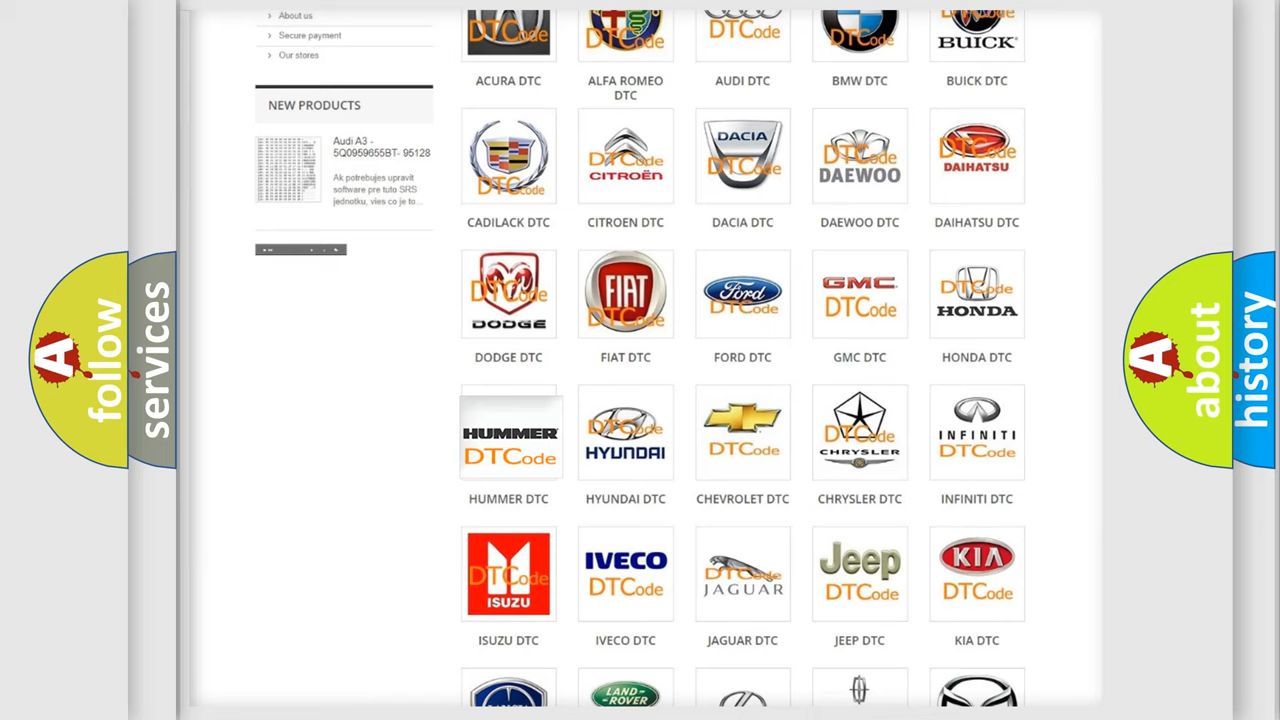 About us
Secure payment
Our stores
NEW PRODUCTS
Audi A3 -
5Q0959655BT- 95128
Ak potrebujes upravit
software pre tuto SRS
jednotku, vies co je to...
DTCode
DTCode
DTCode
DTCode
BUICK
ACURA DTC
ALFA ROMEO
DTC
AUDI DTC
BMW DTC
BUICK DTC
DTCode
DTCode
CITROËN
DACIA
DTCode
DTCode
DAEWOO
DTCode
DAIHATSU
CADILACK DTC
CITROEN DTC
DACIA DTC
DAEWOO DTC
DAIHATSU DTC
DTCode
DODGE
FIAT
DTCode
Ford
DTCode
GMC
DTCode
DTCode
HONDA
DODGE DTC
FIAT DTC
FORD DTC
GMC DTC
HONDA DTC
HUMMER
DTCode
DTCode
HYUNDAI
DTCode
DTCode
CHRYSLER
INFINITI
DTCode
HUMMER DTC
HYUNDAI DTC
CHEVROLET DTC
CHRYSLER DTC
INFINITI DTC
DTCode
ISUZU
IVECO
DTCode
DTCode
JAGUAR
Jeep
DTCode
KIA
DTCode
ISUZU DTC
IVECO DTC
JAGUAR DTC
JEEP DTC
KIA DTC
LAND-
ROVER
A follow
services
A about
history